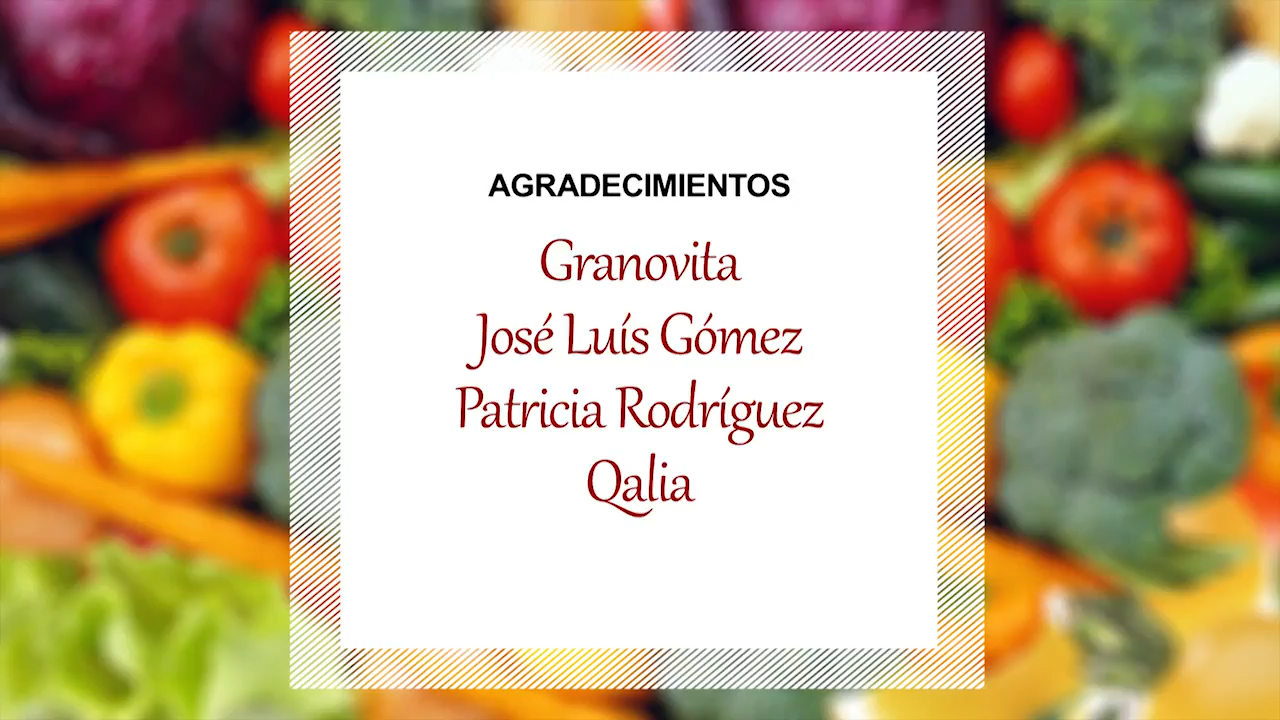 AGRADECIMIENTOS
Granovita
José Luís Gómez
Patricia Rodríguez
Qalia